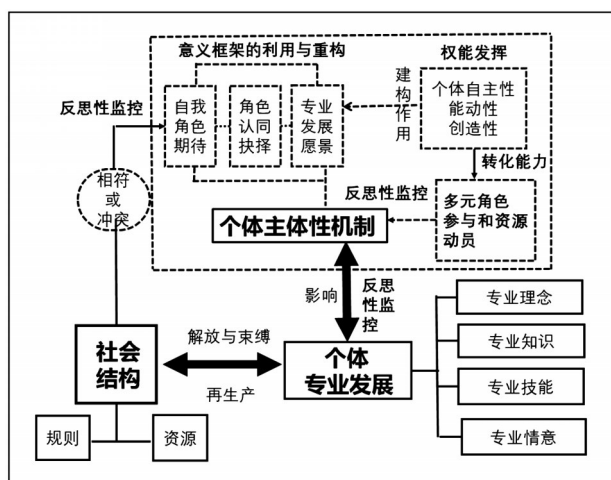 意义框架的利用与重构
权能发挥
反思性监控
自我
角色
期待
角色
认同
抉择
专业
发展
愿景
建
构
作
用
个体自主性
能动性
创造性
转化能力
反思性监控
多元角色
参与和资源
动员
相符
或
冲突
个体主体性机制
影响
反思
性监
控
社会
结构
解放与束缚
再生产
个体
专业发展
专业理念
专业知识
专业技能
专业情意
规则
资源